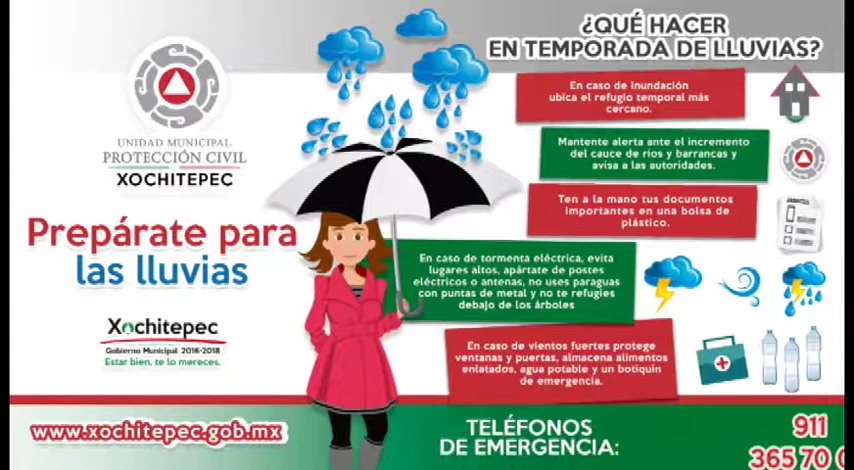 ¿QUÉ HACER
EN TEMPORADA DE LLUVIAS?
UNIDAD MUNICIPAL
PROTECCIÓN CIVIL
XOCHITEPEC
Prepárate para
las lluvias
Xochitepec
Gobierno Municipal 2016-2018
Estar bien, te lo mereces.
En caso de inundación
ubica el refugio temporal más
cercano.
Mantente alerta ante el incremento
del cauce de ríos y barrancas y
avisa a las autoridades.
Ten a la mano tus documentos
importantes en una bolsa de
plástico.
En caso de tormenta eléctrica, evita
lugares altos, apártate de postes
eléctricos o antenas, no uses paraguas
con puntas de metal y no te refugies
debajo de los árboles
En caso de vientos fuertes protege
ventanas y puertas, almacena alimentos
enlatados, agua potable y un botiquín
de emergencia.
www.xochitepec.gob.mx
TELÉFONOS
DE EMERGENCIA:
911
365 70